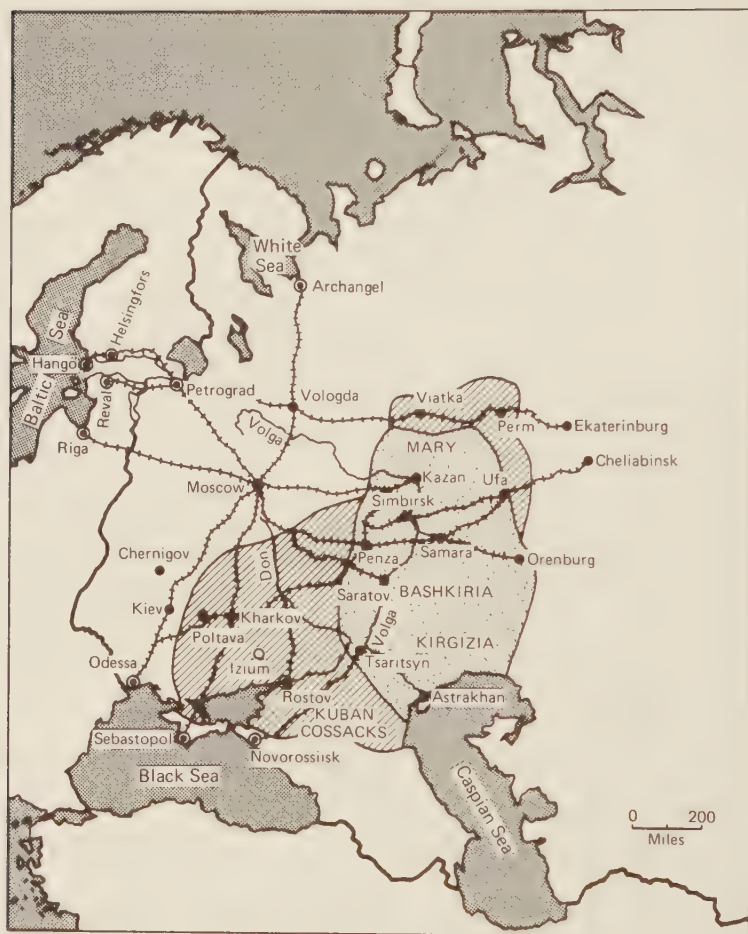 White
Sea
Archangel
Helsingfors
Hango
Baltic Sea
Reval
Petrograd
Riga
Vologda
Volga
Viatka
Perm
Ekaterinburg
MARY
Cheliabinsk
Moscow
Kazan
Ufa
Simbirsk
Chernigov
Don
Penza
Samara
Orenburg
Kiev
Saratov
BASHKIRIA
Kharkov
Poltava
Volga
KIRGIZIA
Izium
Tsaritsyn
Odessa
Rostov
Astrakhan
KUBAN
COSSACKS
Sebastopol
Novorossiisk
Black Sea
Caspian Sea
0 200
Miles